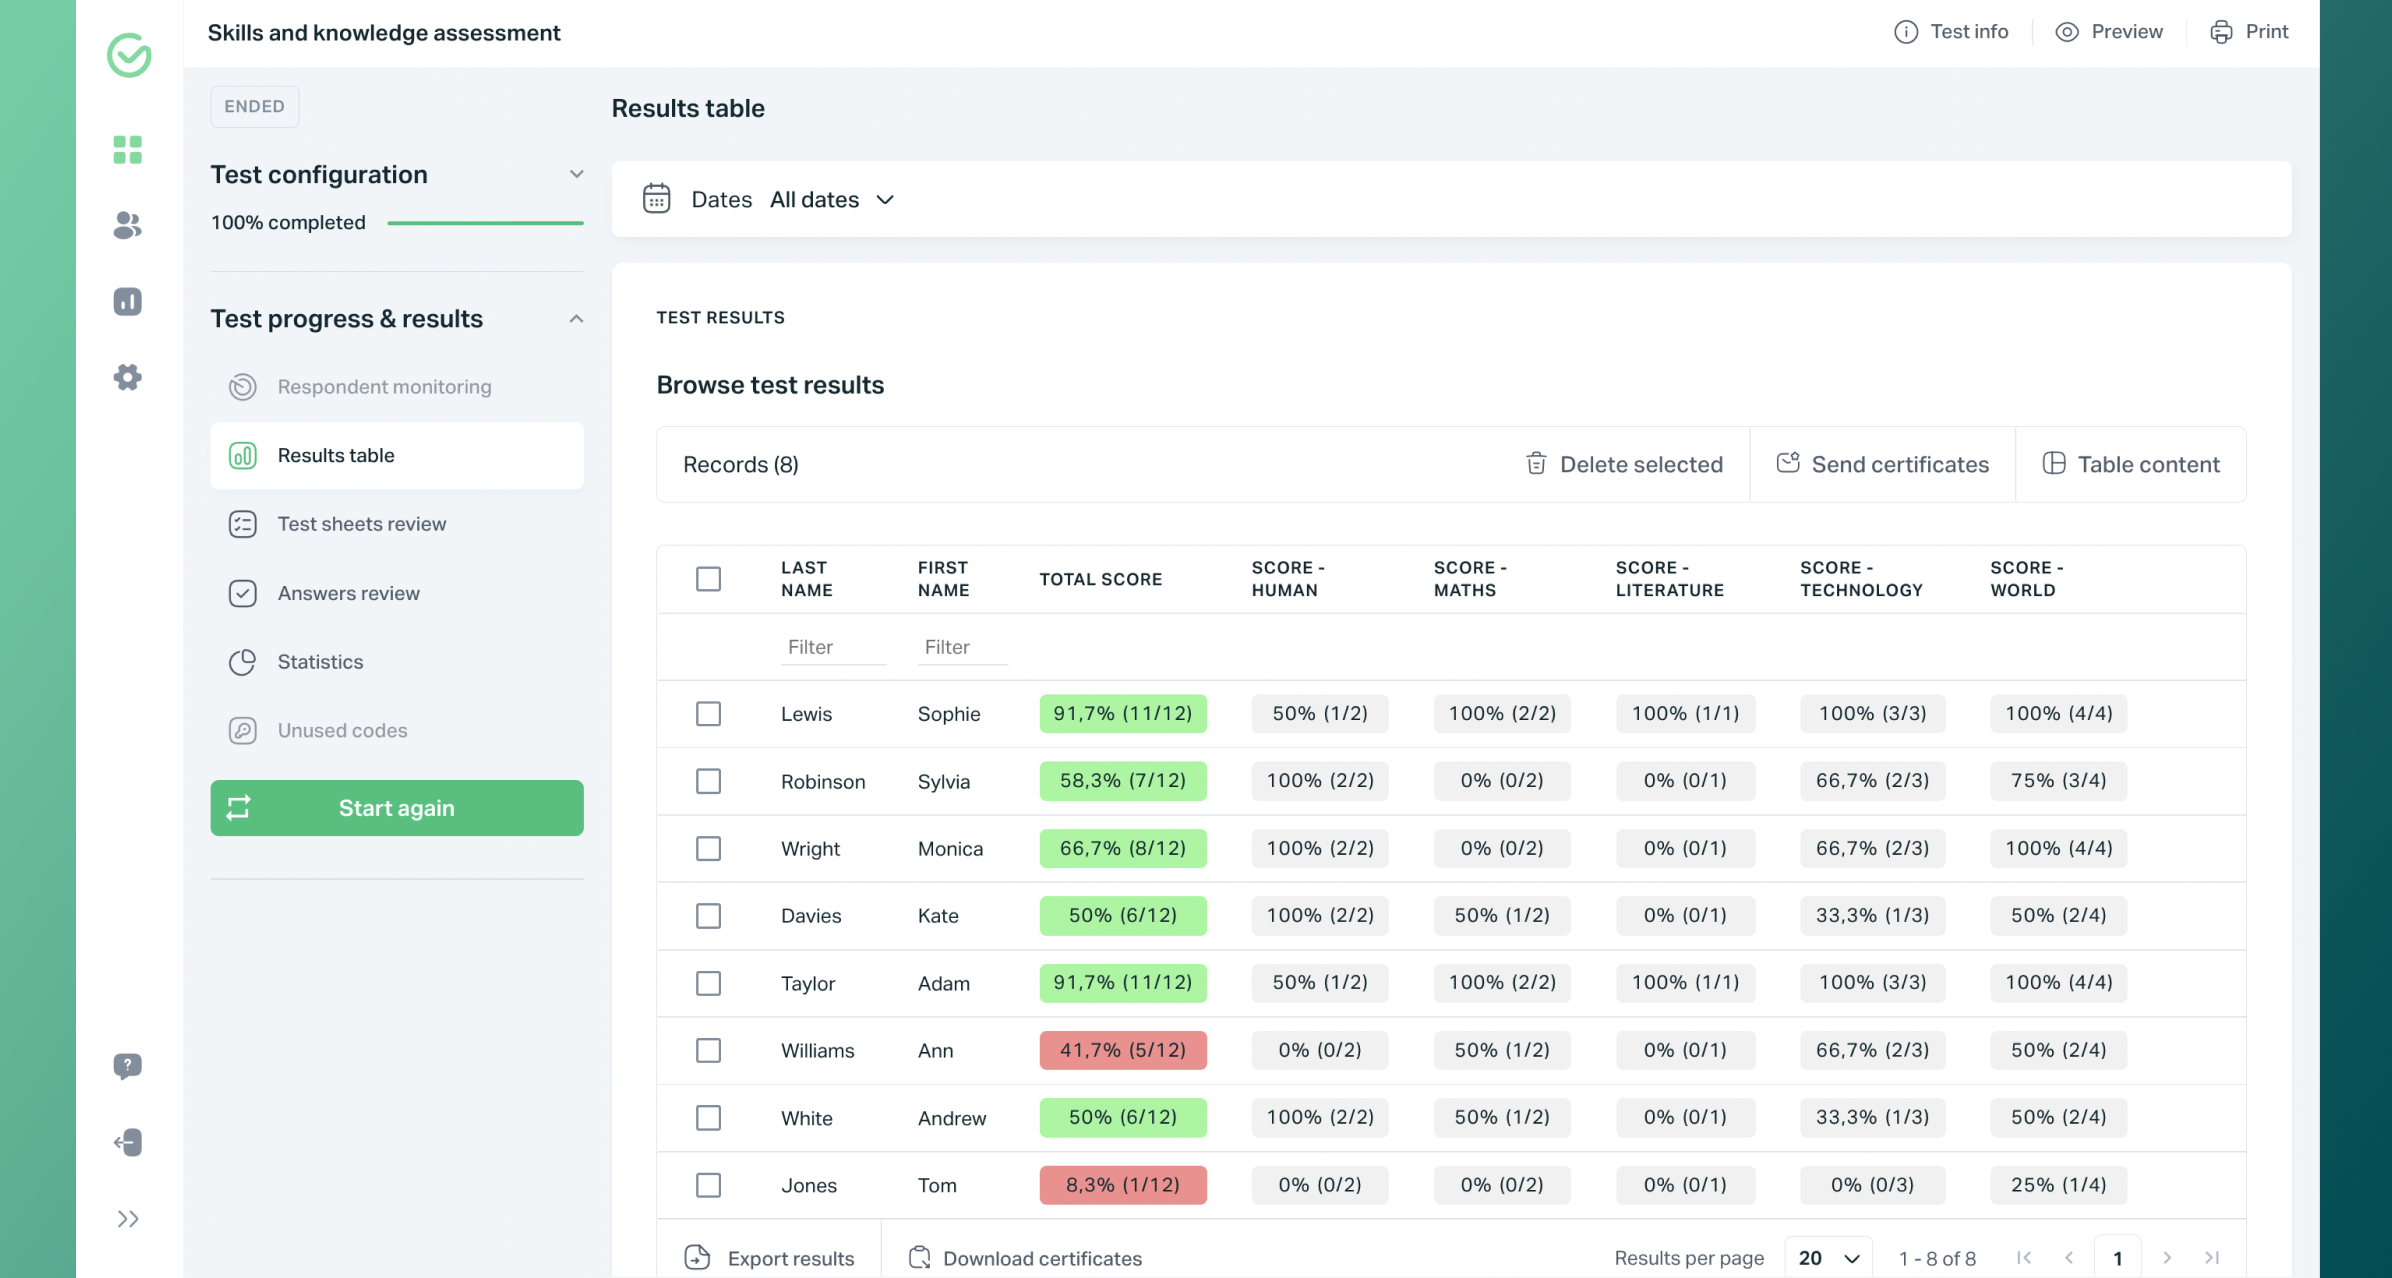 Skills and knowledge assessment
Test info
Preview
Print
ENDED
Test configuration
100% completed
Test progress & results
Respondent monitoring
Results table
Test sheets review
Answers review
Statistics
Unused codes
Start again
Results table
Dates All dates
TEST RESULTS
Browse test results
Records (8)
Delete selected
Send certificates
Table content
LAST NAME FIRST NAME TOTAL SCORE SCORE - HUMAN SCORE - MATHS SCORE - LITERATURE SCORE - TECHNOLOGY SCORE - WORLD
Filter Filter
Lewis Sophie 91,7% (11/12) 50% (1/2) 100% (2/2) 100% (1/1) 100% (3/3) 100% (4/4)
Robinson Sylvia 58,3% (7/12) 100% (2/2) 0% (0/2) 0% (0/1) 66,7% (2/3) 75% (3/4)
Wright Monica 66,7% (8/12) 100% (2/2) 0% (0/2) 0% (0/1) 66,7% (2/3) 100% (4/4)
Davies Kate 50% (6/12) 100% (2/2) 50% (1/2) 0% (0/1) 33,3% (1/3) 50% (2/4)
Taylor Adam 91,7% (11/12) 50% (1/2) 100% (2/2) 100% (1/1) 100% (3/3) 100% (4/4)
Williams Ann 41,7% (5/12) 0% (0/2) 50% (1/2) 0% (0/1) 66,7% (2/3) 50% (2/4)
White Andrew 50% (6/12) 100% (2/2) 50% (1/2) 0% (0/1) 33,3% (1/3) 50% (2/4)
Jones Tom 8,3% (1/12) 0% (0/2) 0% (0/2) 0% (0/1) 0% (0/3) 25% (1/4)
Export results
Download certificates
Results per page 20 1 - 8 of 8 1